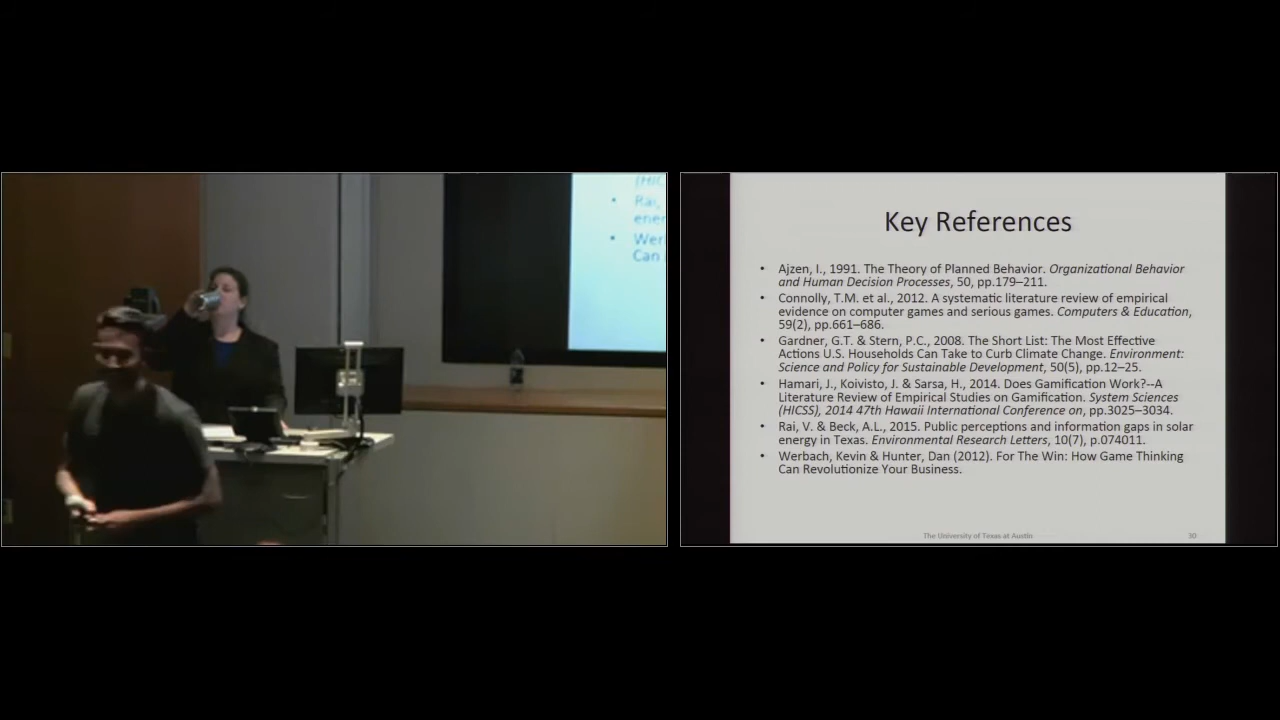 (HIC
• Rai,
ener
• Wer
Can
Key References
• Ajzen, I., 1991. The Theory of Planned Behavior. Organizational Behavior
and Human Decision Processes, 50, pp.179–211.
• Connolly, T.M. et al., 2012. A systematic literature review of empirical
evidence on computer games and serious games. Computers & Education,
59(2), pp.661–686.
• Gardner, G.T. & Stern, P.C., 2008. The Short List: The Most Effective
Actions U.S. Households Can Take to Curb Climate Change. Environment:
Science and Policy for Sustainable Development, 50(5), pp.12–25.
• Hamari, J., Koivisto, J. & Sarsa, H., 2014. Does Gamification Work?--A
Literature Review of Empirical Studies on Gamification. System Sciences
(HICSS), 2014 47th Hawaii International Conference on, pp.3025–3034.
• Rai, V. & Beck, A.L., 2015. Public perceptions and information gaps in solar
energy in Texas. Environmental Research Letters, 10(7), p.074011.
• Werbach, Kevin & Hunter, Dan (2012). For The Win: How Game Thinking
Can Revolutionize Your Business.
The University of Texas at Austin 30